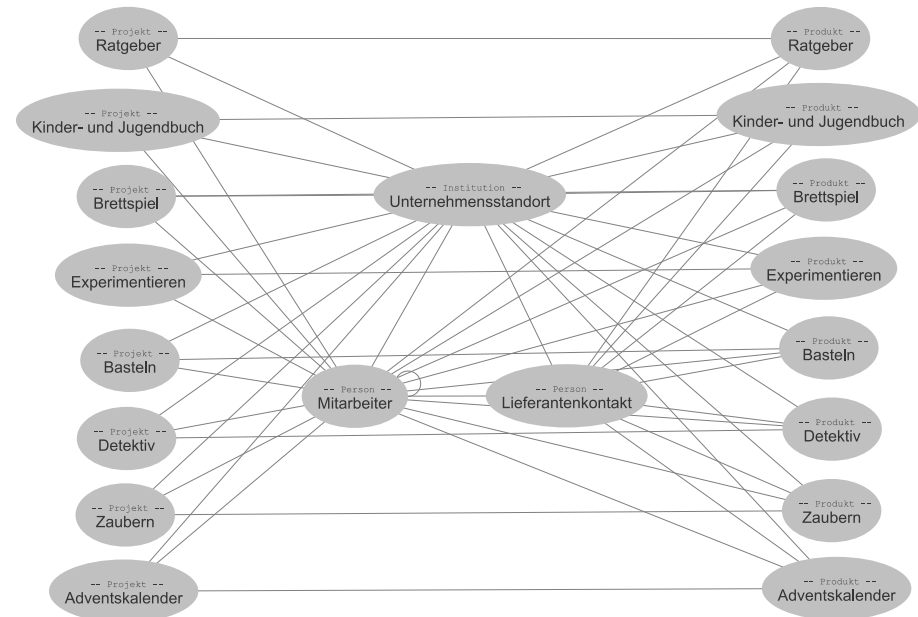 -- Projekt --
Ratgeber
-- Produkt --
Ratgeber
-- Projekt --
Kinder- und Jugendbuch
-- Produkt --
Kinder- und Jugendbuch
-- Projekt --
Brettspiel
-- Institution --
Unternehmensstandort
-- Produkt --
Brettspiel
-- Projekt --
Experimentieren
-- Produkt --
Experimentieren
-- Projekt --
Basteln
-- Produkt --
Basteln
-- Person --
Mitarbeiter
-- Person --
Lieferantenkontakt
-- Projekt --
Detektiv
-- Produkt --
Detektiv
-- Projekt --
Zaubern
-- Produkt --
Zaubern
-- Projekt --
Adventskalender
-- Produkt --
Adventskalender